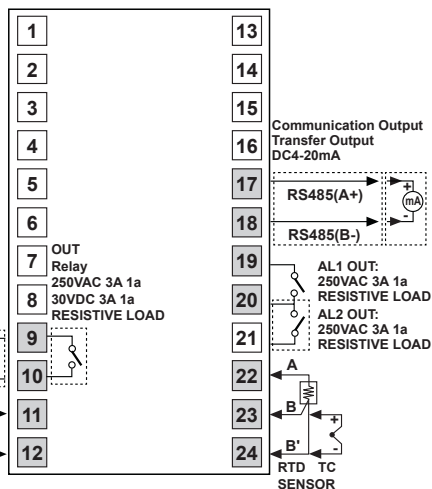 1
2
3
4
5
6
7
8
9
10
11
12
OUT
Relay
250VAC 3A 1a
30VDC 3A 1a
RESISTIVE LOAD
13
14
15
16
17
18
19
20
21
22
23
24
Communication Output
Transfer Output
DC4-20mA
RS485(A+)
RS485(B-)
+
mA
-
AL1 OUT:
250VAC 3A 1a
RESISTIVE LOAD
AL2 OUT:
250VAC 3A 1a
RESISTIVE LOAD
A
B
B'
+
-
RTD TC
SENSOR